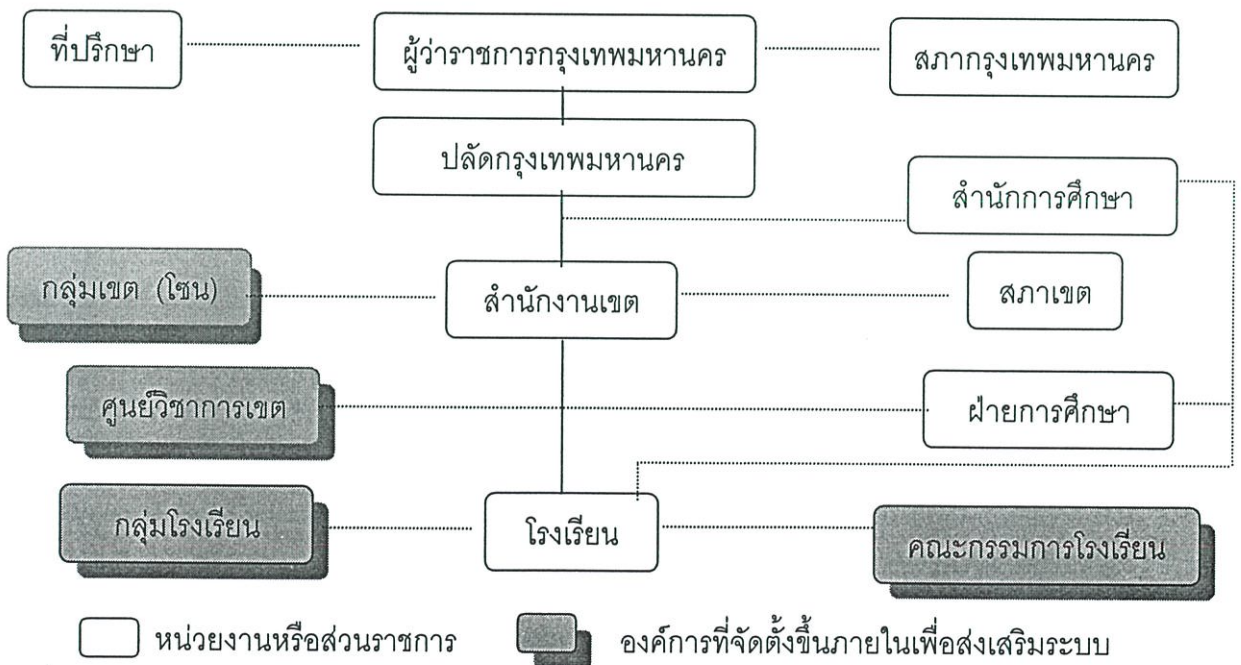 ที่ปรึกษา
ผู้ว่าราชการกรุงเทพมหานคร
สภากรุงเทพมหานคร
ปลัดกรุงเทพมหานคร
สำนักการศึกษา
กลุ่มเขต (โซน)
สำนักงานเขต
สภาเขต
ศูนย์วิชาการเขต
ฝ่ายการศึกษา
กลุ่มโรงเรียน
โรงเรียน
คณะกรรมการโรงเรียน
หน่วยงานหรือส่วนราชการ
องค์การที่จัดตั้งขึ้นภายในเพื่อส่งเสริมระบบ